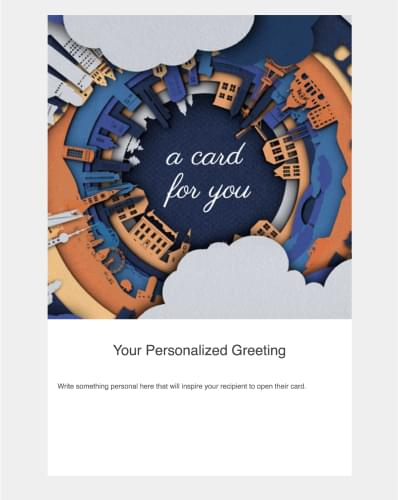 a card
for you
Your Personalized Greeting
Write something personal here that will inspire your recipient to open their card.